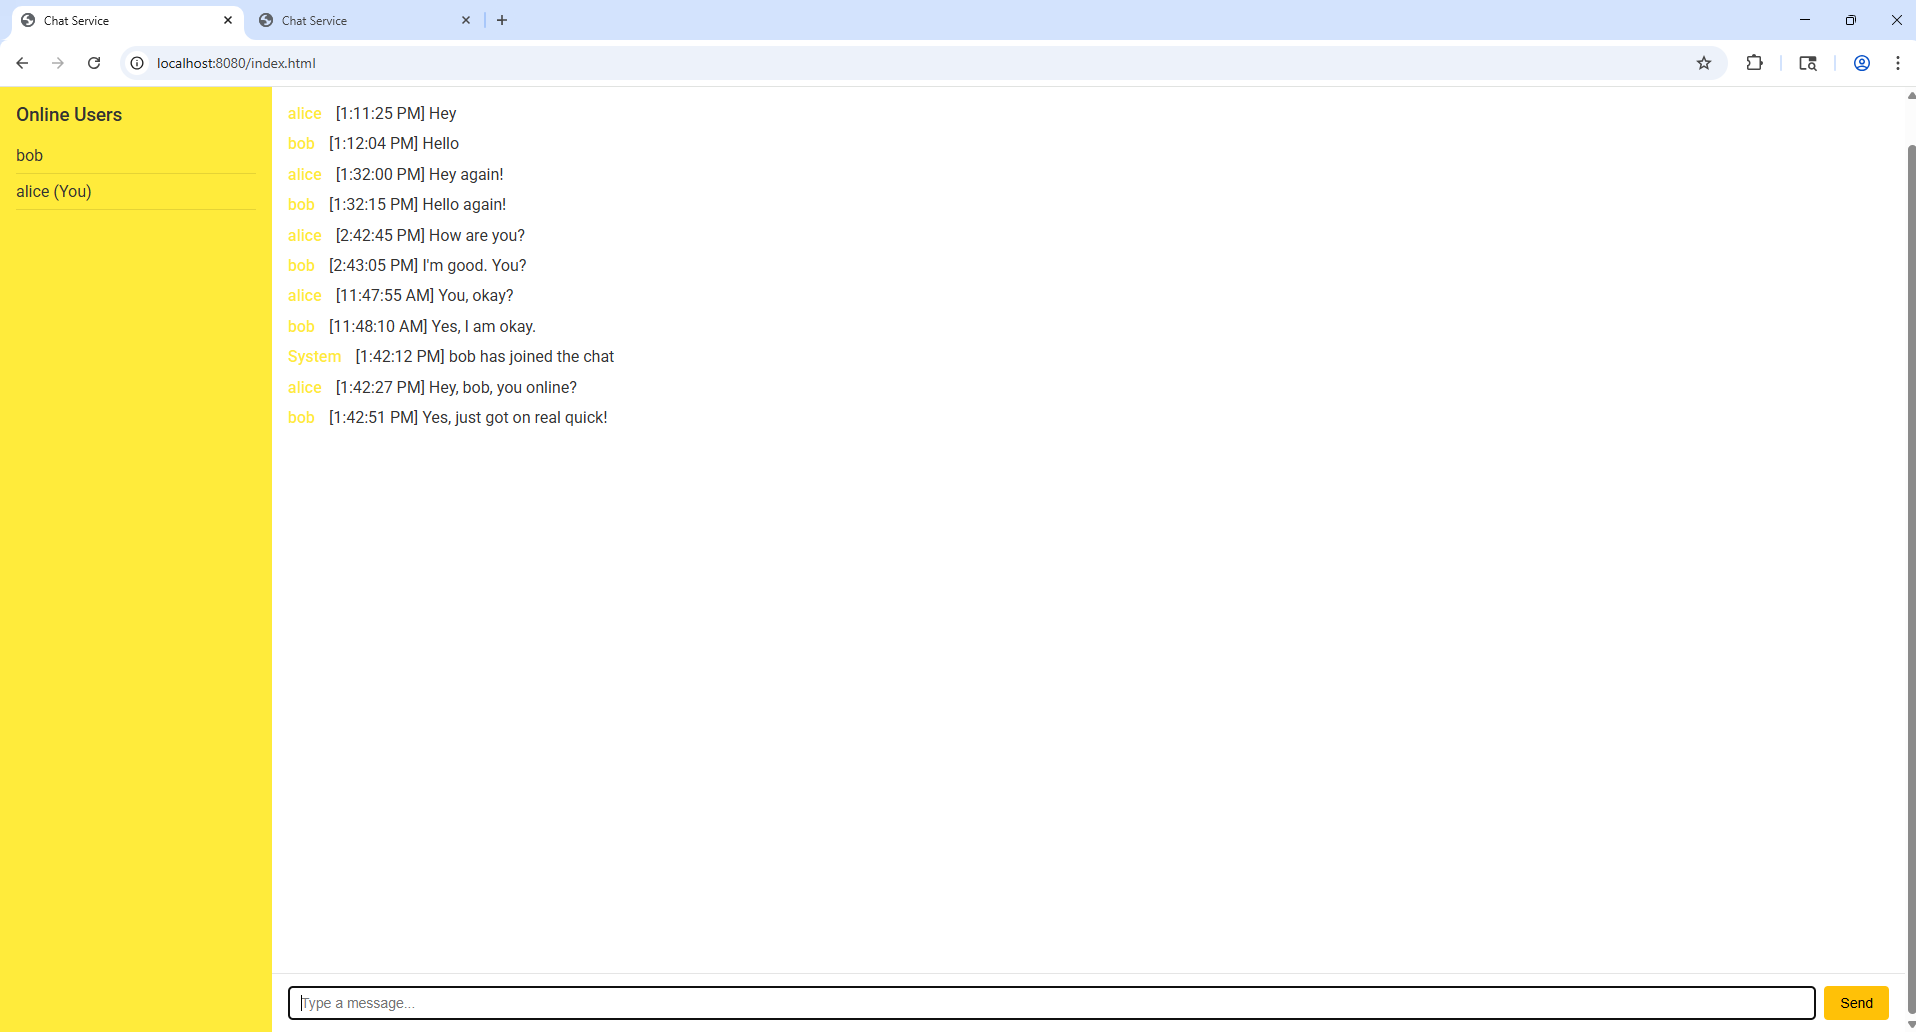 Chat Service
Chat Service
localhost:8080/index.html
Online Users
bob
alice (You)
alice [1:11:25 PM] Hey
bob [1:12:04 PM] Hello
alice [1:32:00 PM] Hey again!
bob [1:32:15 PM] Hello again!
alice [2:42:45 PM] How are you?
bob [2:43:05 PM] I'm good. You?
alice [11:47:55 AM] You, okay?
bob [11:48:10 AM] Yes, I am okay.
System [1:42:12 PM] bob has joined the chat
alice [1:42:27 PM] Hey, bob, you online?
bob [1:42:51 PM] Yes, just got on real quick!
Type a message...
Send